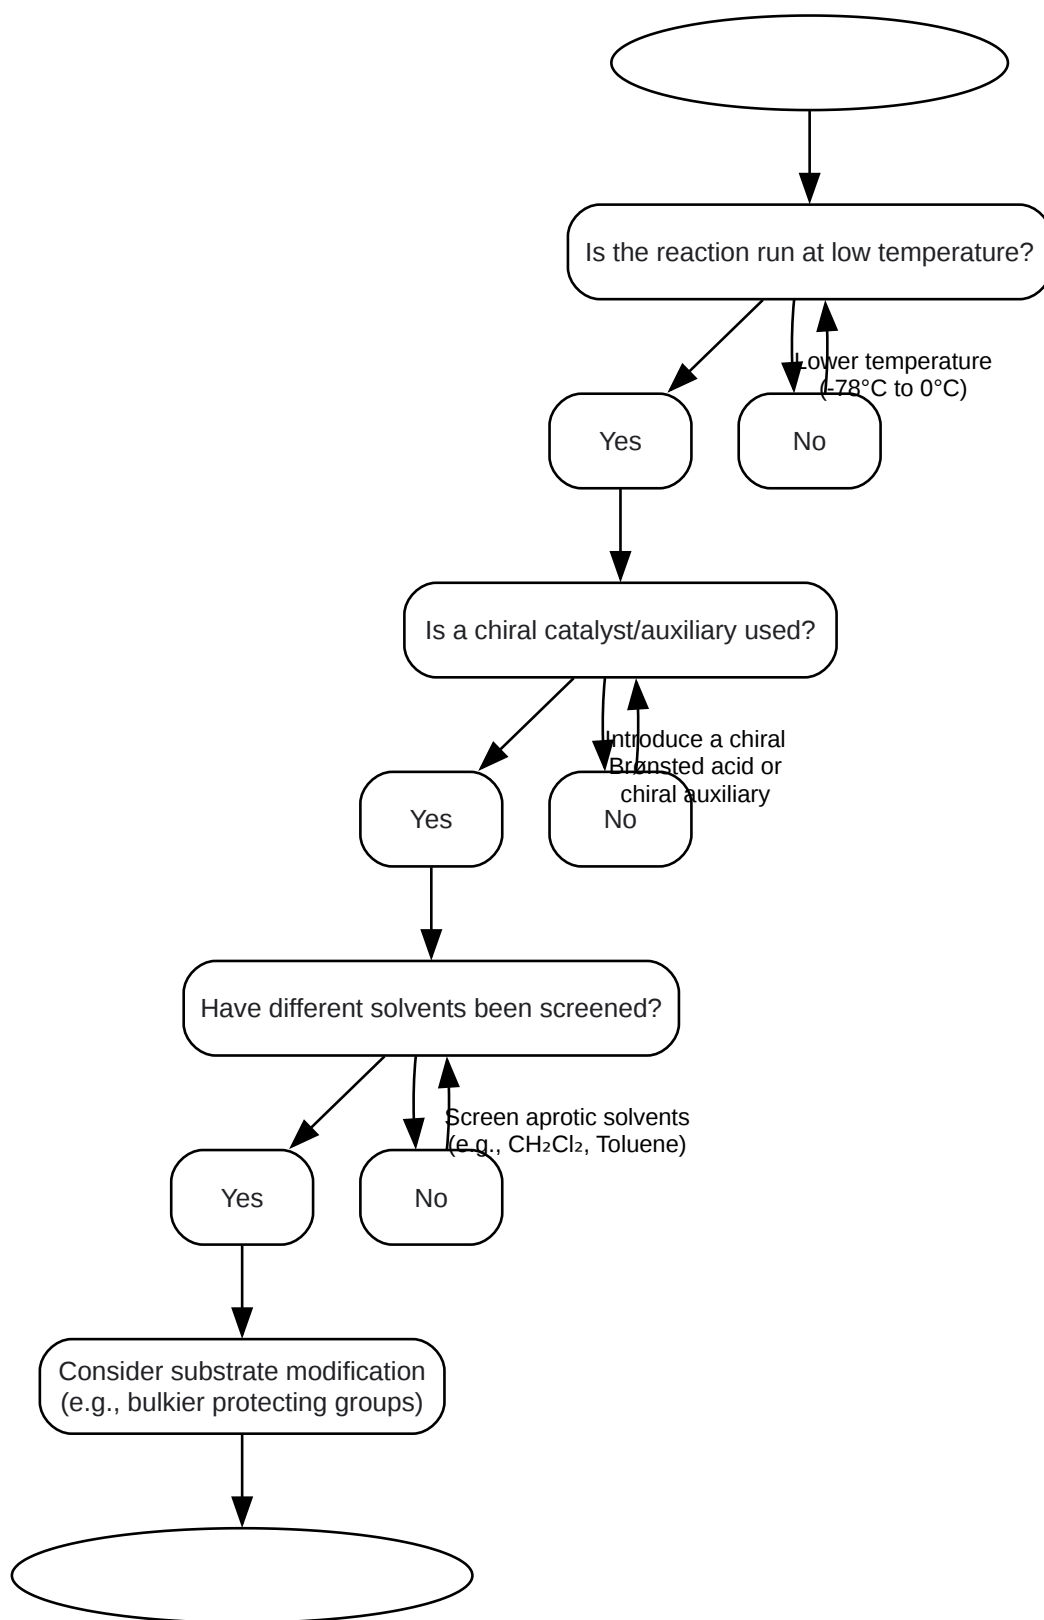 Is the reaction run at low temperature?
Lower temperature
(-78°C to 0°C)
Yes
No
Is a chiral catalyst/auxiliary used?
Introduce a chiral
Brønsted acid or
chiral auxiliary
Yes
No
Have different solvents been screened?
Screen aprotic solvents
(e.g., CH₂Cl₂, Toluene)
Yes
No
Consider substrate modification
(e.g., bulkier protecting groups)